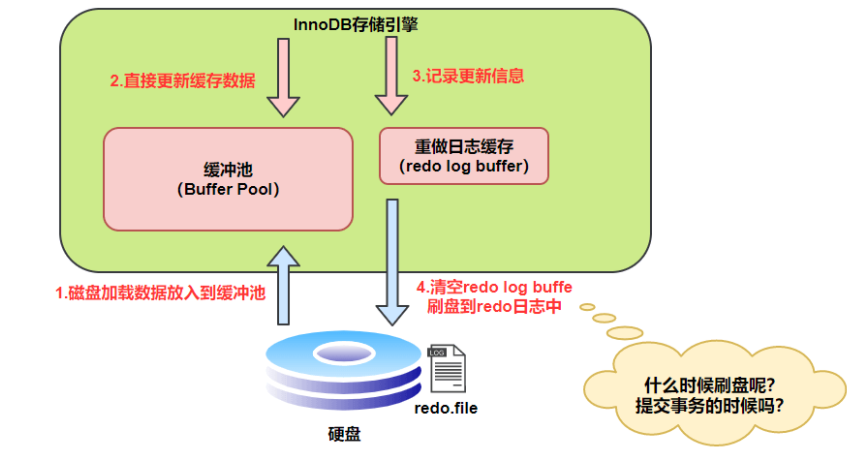 InnoDB存储引擎
2.直接更新缓存数据
3.记录更新信息
缓冲池
（Buffer Pool）
重做日志缓存
（redo log buffer）
1.磁盘加载数据放入到缓冲池
4.清空redo log buffe
刷盘到redo日志中
LOG
redo.file
硬盘
什么时候刷盘呢？
提交事务的时候吗？